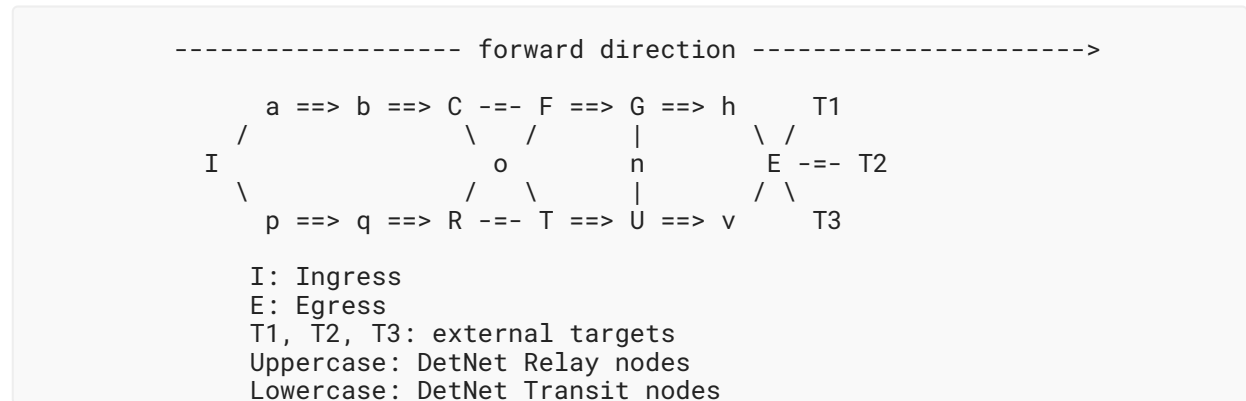 ------------------- forward direction ---------------------->
a ==> b ==> C -=- F ==> G ==> h T1
/ \ / | \ /
I o n E -=- T2
\ / \ | / \
p ==> q ==> R -=- T ==> U ==> v T3
I: Ingress
E: Egress
T1, T2, T3: external targets
Uppercase: DetNet Relay nodes
Lowercase: DetNet Transit nodes